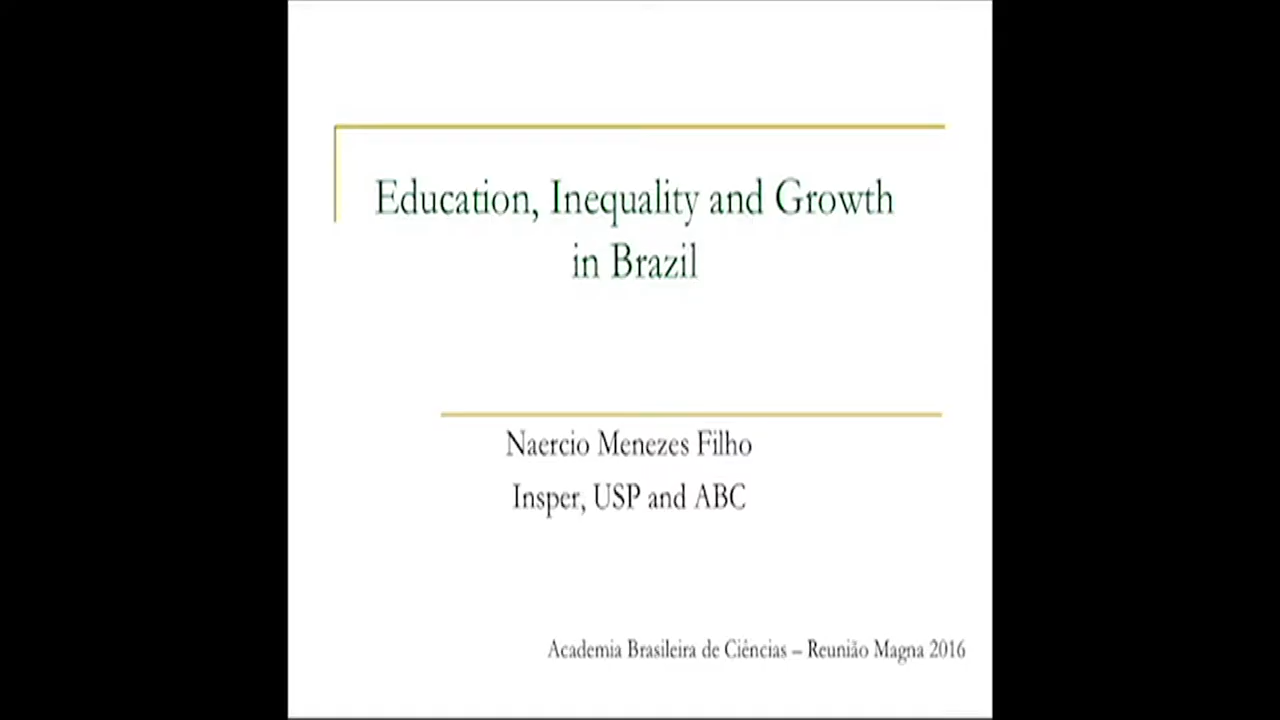 Education, Inequality and Growth
in Brazil
Naercio Menezes Filho
Insper, USP and ABC
Academia Brasileira de Ciências – Reunião Magna 2016